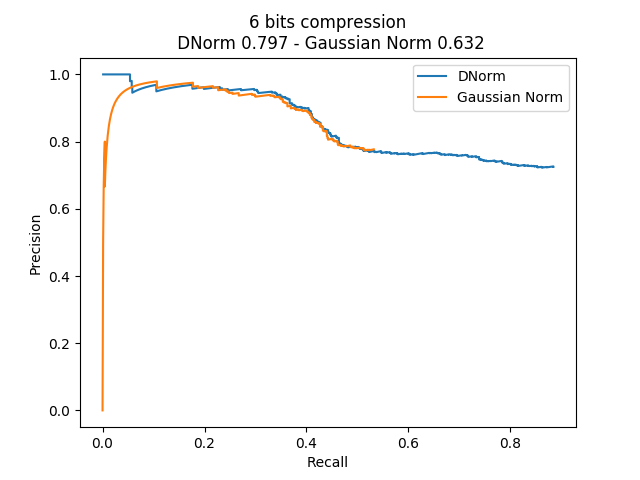 6 bits compression
DNorm 0.797 - Gaussian Norm 0.632
DNorm
Gaussian Norm
1.0
0.8
0.6
0.4
0.2
0.0
Precision
0.0 0.2 0.4 0.6 0.8
Recall